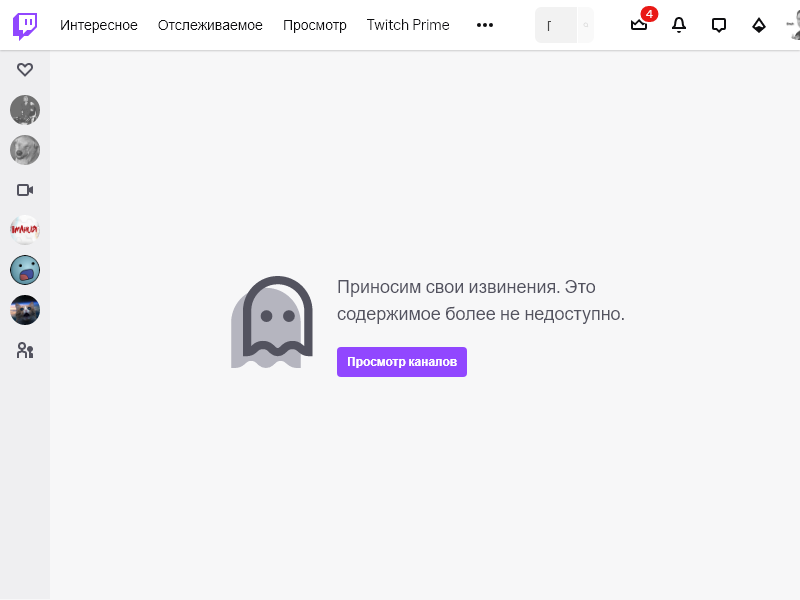 Интересное Отслеживаемое Просмотр Twitch Prime
4
Приносим свои извинения. Это
содержимое более не недоступно.
Просмотр каналов